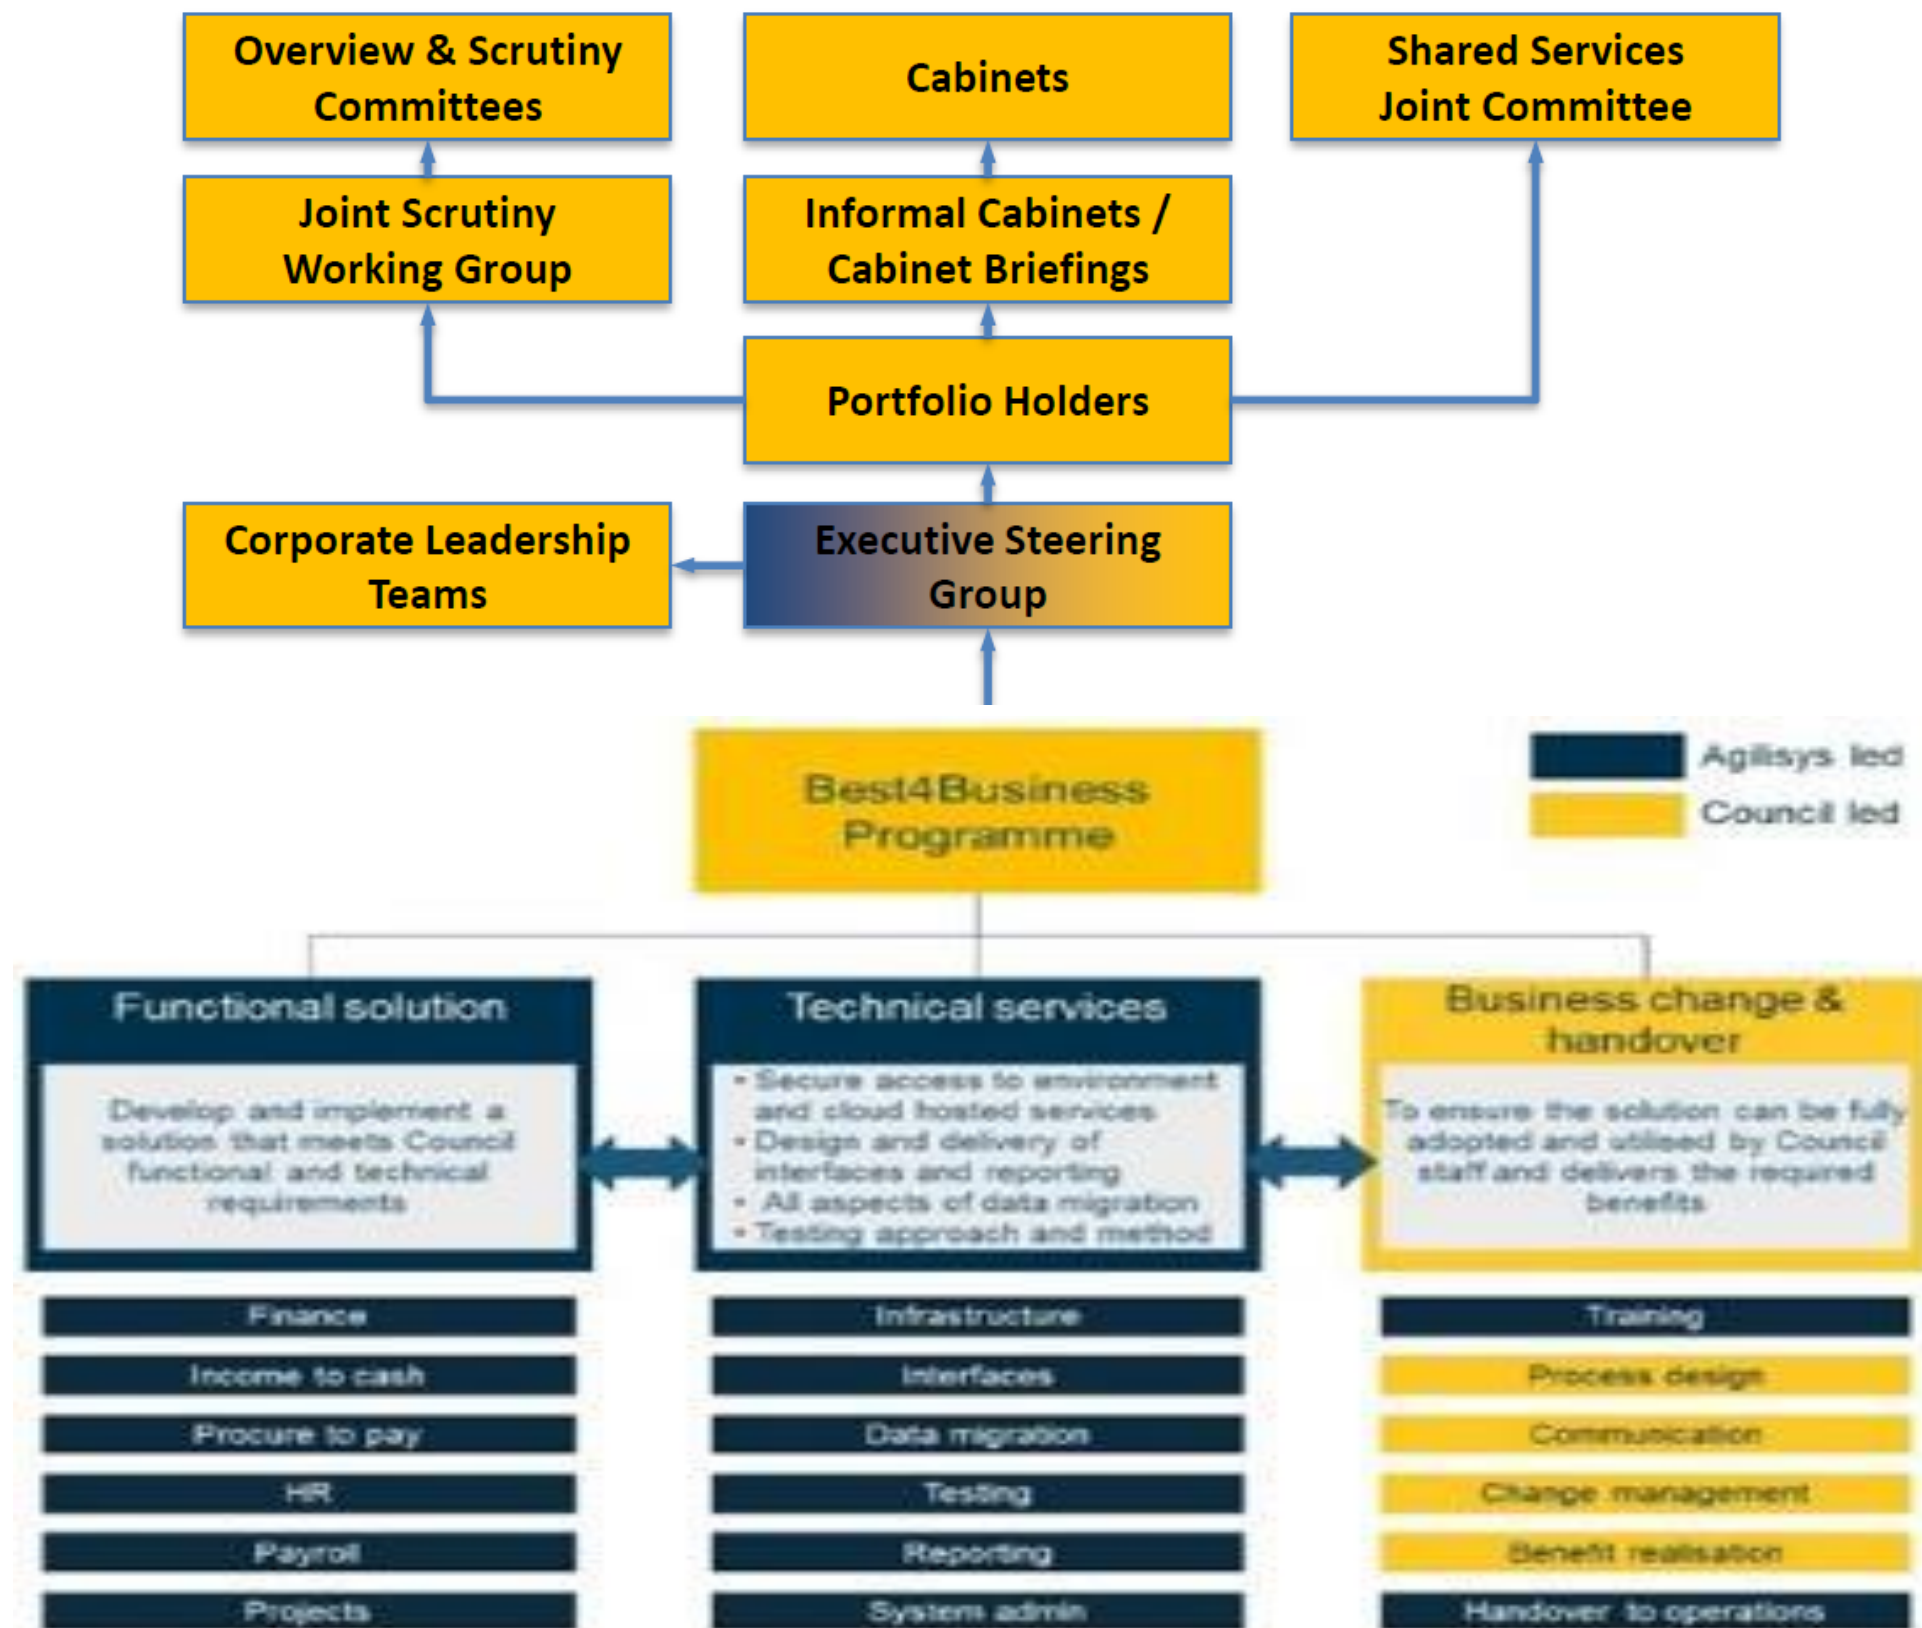 Overview & Scrutiny
Committees
Cabinets
Shared Services
Joint Committee
Joint Scrutiny
Working Group
Informal Cabinets /
Cabinet Briefings
Portfolio Holders
Corporate Leadership
Teams
Executive Steering
Group
Best4Business
Programme
Agilisys led
Council led
Functional solution
Develop and implement a
solution that meets Council
functional and technical
requirements
Finance
Income to cash
Procure to pay
HR
Payroll
Projects
Technical services
• Secure access to environment
and cloud hosted services
• Design and delivery of
interfaces and reporting
• All aspects of data migration
• Testing approach and method
Infrastructure
Interfaces
Data migration
Testing
Reporting
System admin
Business change &
handover
To ensure the solution can be fully
adopted and utilised by Council
staff and delivers the required
benefits
Training
Process design
Communication
Change management
Benefit realisation
Handover to operations